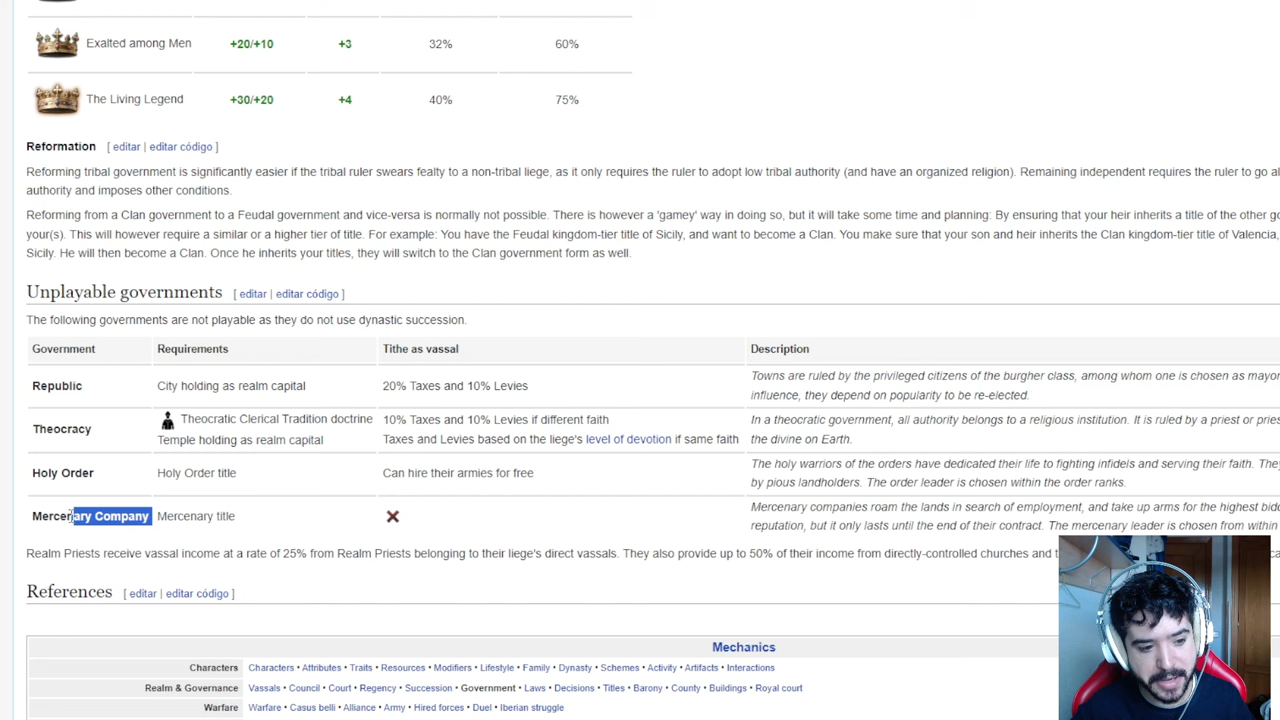 Exalted among Men +20/+10 +3 32% 60%
The Living Legend +30/+20 +4 40% 75%
Reformation [ editar | editar código ]
Reforming tribal government is significantly easier if the tribal ruler swears fealty to a non-tribal liege, as it only requires the ruler to adopt low tribal authority (and have an organized religion). Remaining independent requires the ruler to go
authority and imposes other conditions.
Reforming from a Clan government to a Feudal government and vice-versa is normally not possible. There is however a 'gamey' way in doing so, but it will take some time and planning: By ensuring that your heir inherits a title of the other
your(s). This will however require a similar or a higher tier of title. For example: You have the Feudal kingdom-tier title of Sicily, and want to become a Clan. You make sure that your son and heir inherits the Clan kingdom-tier title of Valencia,
Sicily. He will then become a Clan. Once he inherits your titles, they will switch to the Clan government form as well.
Unplayable governments [ editar | editar código ]
The following governments are not playable as they do not use dynastic succession.
Government Requirements Tithe as vassal Description
Republic City holding as realm capital 20% Taxes and 10% Levies
Towns are ruled by the privileged citizens of the burgher class, among whom one is chosen as mayor
influence, they depend on popularity to be re-elected.
Theocracy
Theocratic Clerical Tradition doctrine
Temple holding as realm capital
10% Taxes and 10% Levies if different faith
Taxes and Levies based on the liege's level of devotion if same faith
In a theocratic government, all authority belongs to a religious institution. It is ruled by a priest or
the divine on Earth.
Holy Order Holy Order title Can hire their armies for free
The holy warriors of the orders have dedicated their life to fighting infidels and serving their faith. They
by pious landholders. The order leader is chosen within the order ranks.
Mercenary Company Mercenary title
Mercenary companies roam the lands in search of employment, and take up arms for the highest
reputation, but it only lasts until the end of their contract. The mercenary leader is chosen from within
Realm Priests receive vassal income at a rate of 25% from Realm Priests belonging to their liege's direct vassals. They also provide up to 50% of their income from directly-controlled churches and
References [ editar | editar código ]
Mechanics
Characters Characters • Attributes • Traits • Resources • Modifiers • Lifestyle • Family • Dynasty • Schemes • Activity • Artifacts • Interactions
Realm & Governance Vassals • Council • Court • Regency • Succession • Government • Laws • Decisions • Titles • Barony • County • Buildings • Royal court
Warfare Warfare • Casus belli • Alliance • Army • Hired forces • Duel • Iberian struggle